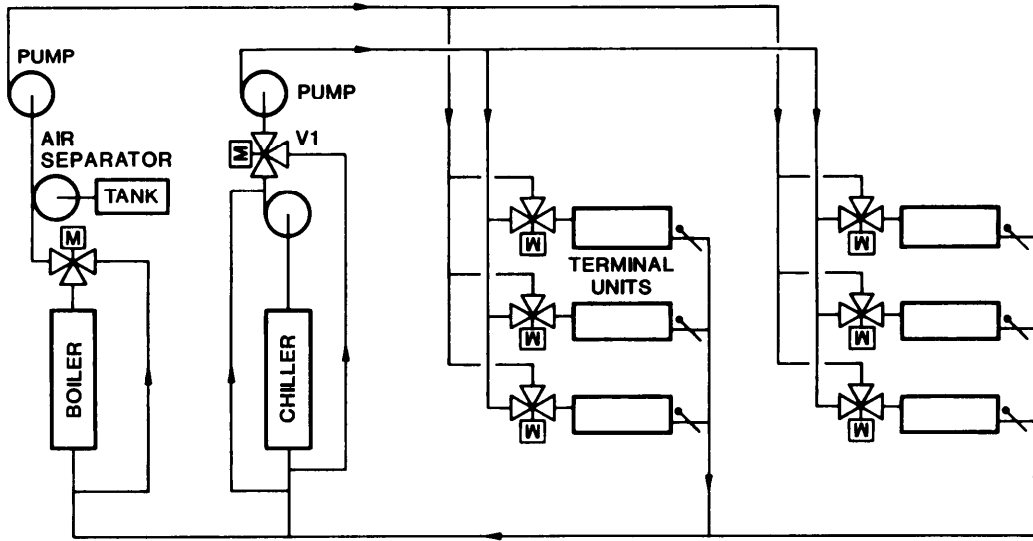 PUMP
PUMP
V1
M
AIR
SEPARATOR
TANK
M
BOILER
CHILLER
M
M
TERMINAL
UNITS
M
M
M
M